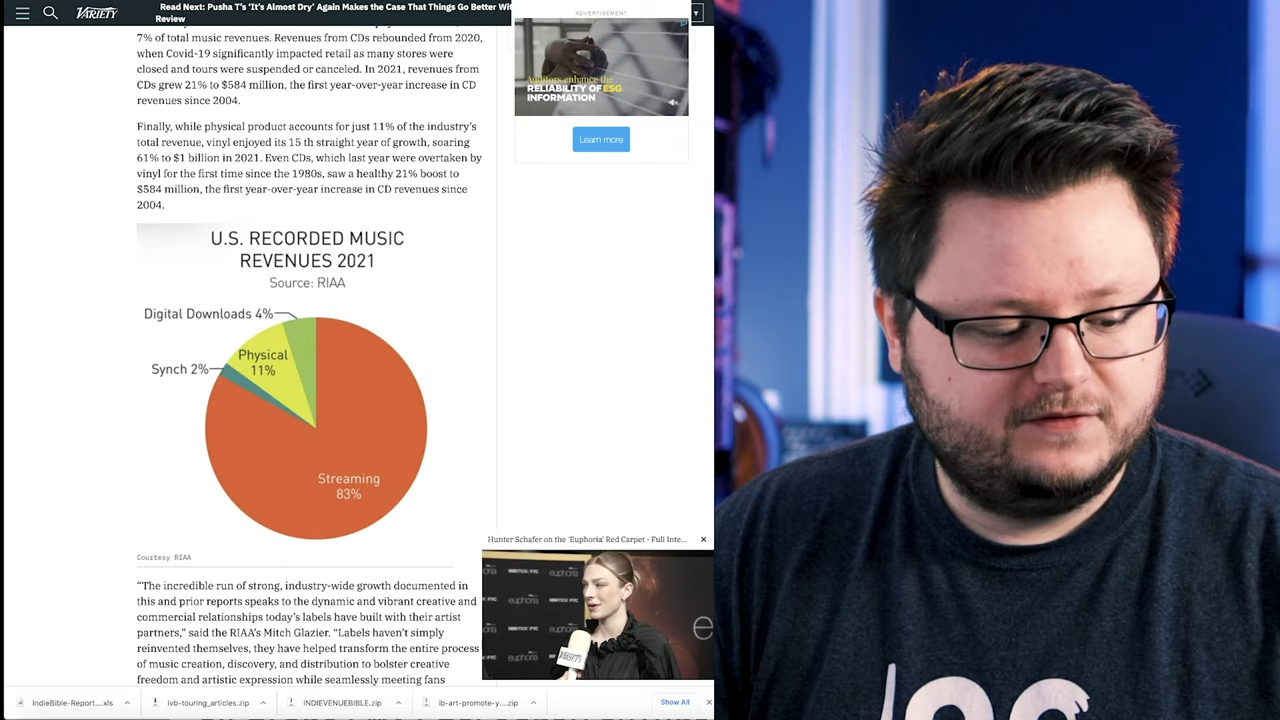 VARIETY
Read Next: Pusha T's 'It's Almost Dry' Again Makes the Case That Things Go Better Wit
Review
7% of total music revenues. Revenues from CDs rebounded from 2020,
when Covid-19 significantly impacted retail as many stores were
closed and tours were suspended or canceled. In 2021, revenues from
CDs grew 21% to $584 million, the first year-over-year increase in CD
revenues since 2004.
Finally, while physical product accounts for just 11% of the industry's
total revenue, vinyl enjoyed its 15 th straight year of growth, soaring
61% to $1 billion in 2021. Even CDs, which last year were overtaken by
vinyl for the first time since the 1980s, saw a healthy 21% boost to
$584 million, the first year-over-year increase in CD revenues since
2004.
U.S. RECORDED MUSIC
REVENUES 2021
Source: RIAA
Digital Downloads 4%
Physical
11%
Synch 2%
Streaming
83%
Courtesy RIAA
"The incredible run of strong, industry-wide growth documented in
this and prior reports speaks to the dynamic and vibrant creative and
commercial relationships today's labels have built with their artist
partners," said the RIAA's Mitch Glazier. "Labels haven't simply
reinvented themselves, they have helped transform the entire process
of music creation, discovery, and distribution to bolster creative
freedom and artistic expression while seamlessly meeting fans
ADVERTISEMENT
Auditors enhance the
RELIABILITY OF ESG
INFORMATION
Learn more
Hunter Schafer on the 'Euphoria' Red Carpet - Full Inte...
euphoria
euphoria
euphoria
VARIETY
IndieBible-Report....xls
ivb-touring_articles.zip
INDIEVENUEBIBLE.zip
ib-art-promote-y....zip
Show All